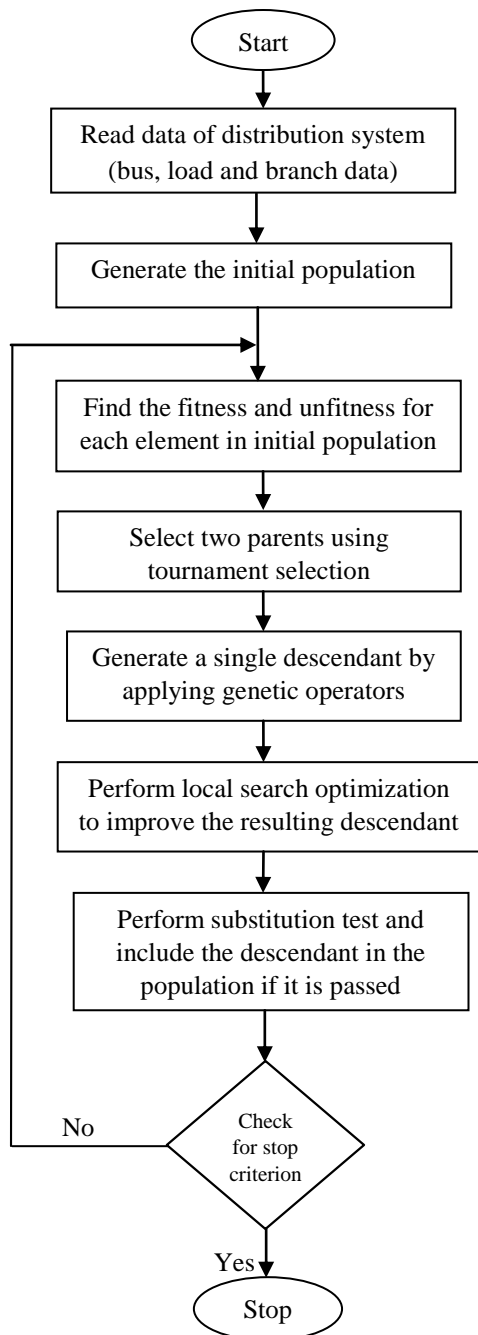 Start
Read data of distribution system
(bus, load and branch data)
Generate the initial population
Find the fitness and unfitness for
each element in initial population
Select two parents using
tournament selection
Generate a single descendant by
applying genetic operators
Perform local search optimization
to improve the resulting descendant
Perform substitution test and
include the descendant in the
population if it is passed
No
Check
for stop
criterion
Yes
Stop